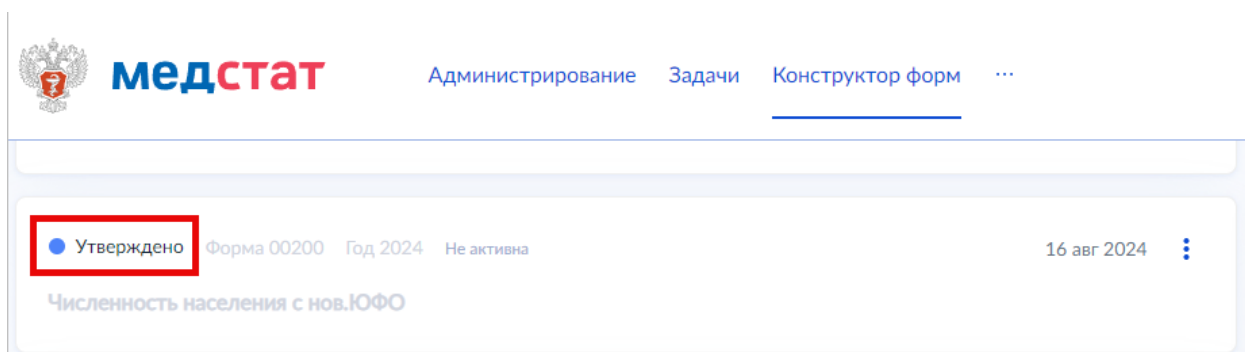 медстат Администрирование Задачи Конструктор форм ...
Утверждено Форма 00200 Год 2024 Не активна 16 авг 2024
Численность населения с нов.ЮФО